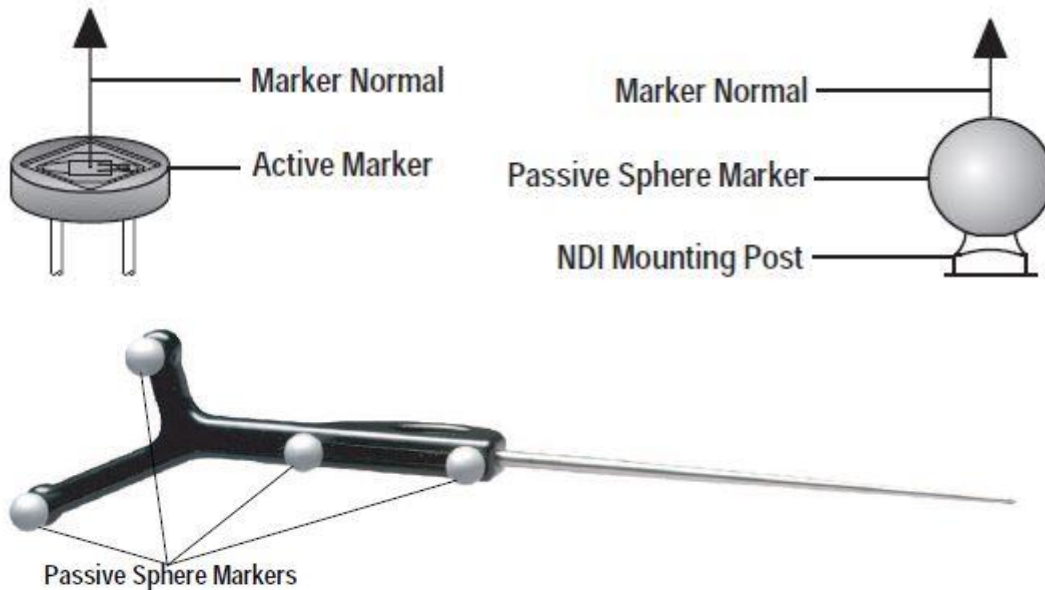 Marker Normal
Active Marker
Marker Normal
Passive Sphere Marker
NDI Mounting Post
Passive Sphere Markers